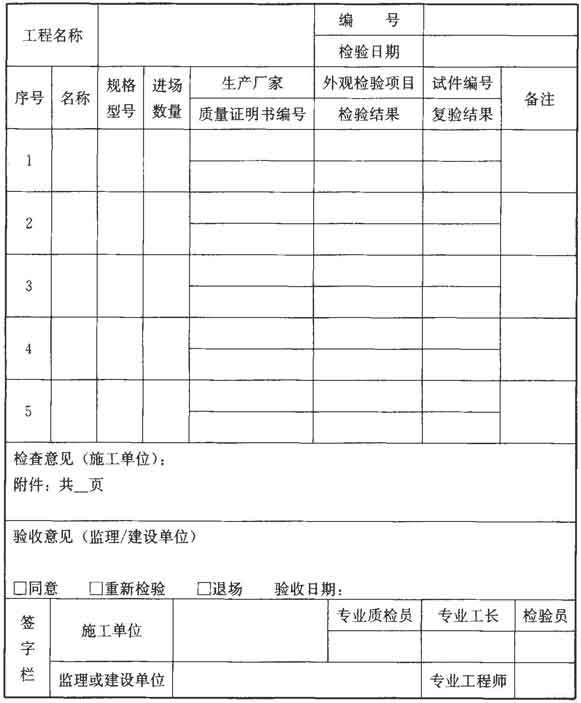 工程名称 编 号
检验日期
序号 名称 规格型号 进场数量 生产厂家 外观检验项目 试件编号 备注
质量证明书编号 检验结果 复验结果
1
2
3
4
5
检查意见（施工单位）：
附件：共__页
验收意见（监理/建设单位）
□同意 □重新检验 □退场 验收日期：
签字栏 施工单位 专业质检员 专业工长 检验员
监理或建设单位 专业工程师